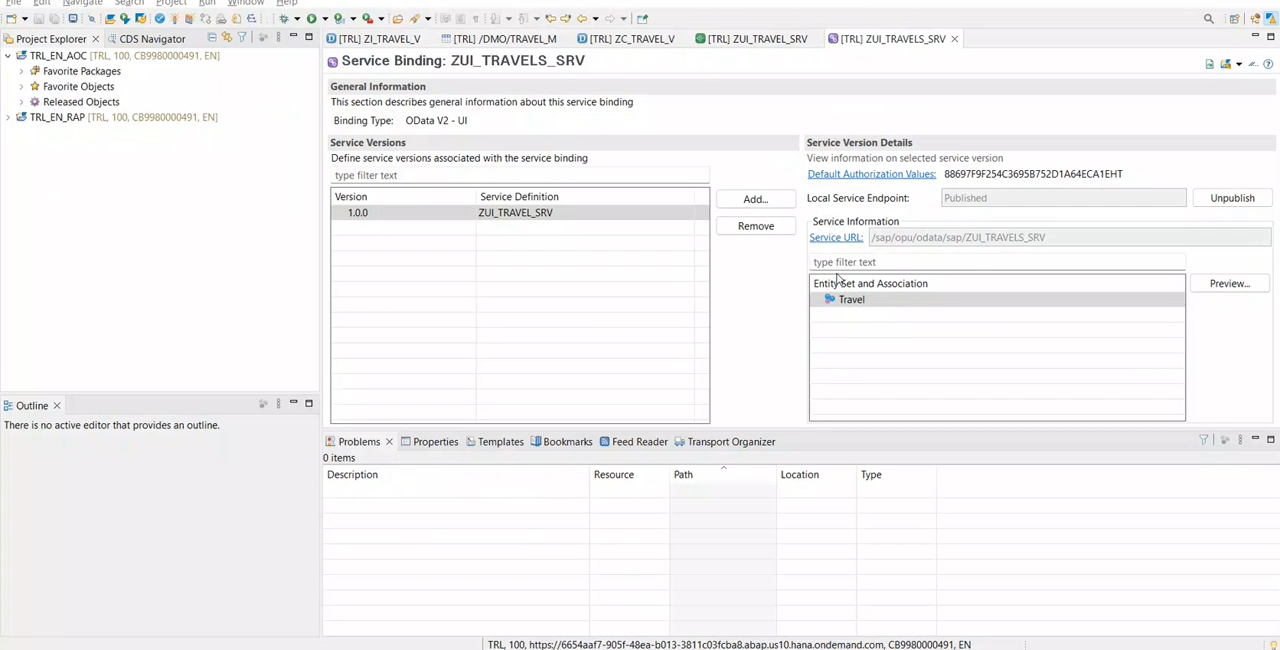 File Edit Navigate Search Project Run Window Help
Project Explorer
CDS Navigator
[TRL] ZI_TRAVEL_V
[TRL] /DMO/TRAVEL_M
[TRL] ZC_TRAVEL_V
[TRL] ZUI_TRAVEL_SRV
[TRL] ZUI_TRAVELS_SRV
TRL_EN_AOC [TRL, 100, CB9980000491, EN]
Favorite Packages
Favorite Objects
Released Objects
TRL_EN_RAP [TRL, 100, CB9980000491, EN]
Service Binding: ZUI_TRAVELS_SRV
General Information
This section describes general information about this service binding
Binding Type: OData V2 - UI
Service Versions
Define service versions associated with the service binding
type filter text
Version Service Definition
1.0.0 ZUI_TRAVEL_SRV
Add...
Remove
Service Version Details
View information on selected service version
Default Authorization Values: 88697F9F254C3695B752D1A64ECA1EHT
Local Service Endpoint: Published Unpublish
Service Information
Service URL: /sap/opu/odata/sap/ZUI_TRAVELS_SRV
type filter text
Entity Set and Association
Preview...
Travel
Outline
There is no active editor that provides an outline.
Problems
Properties
Templates
Bookmarks
Feed Reader
Transport Organizer
0 items
Description Resource Path Location Type
TRL, 100, https://6654aaf7-905f-48ea-b013-3811c03fcba8.abap.us10.hana.ondemand.com, CB9980000491, EN